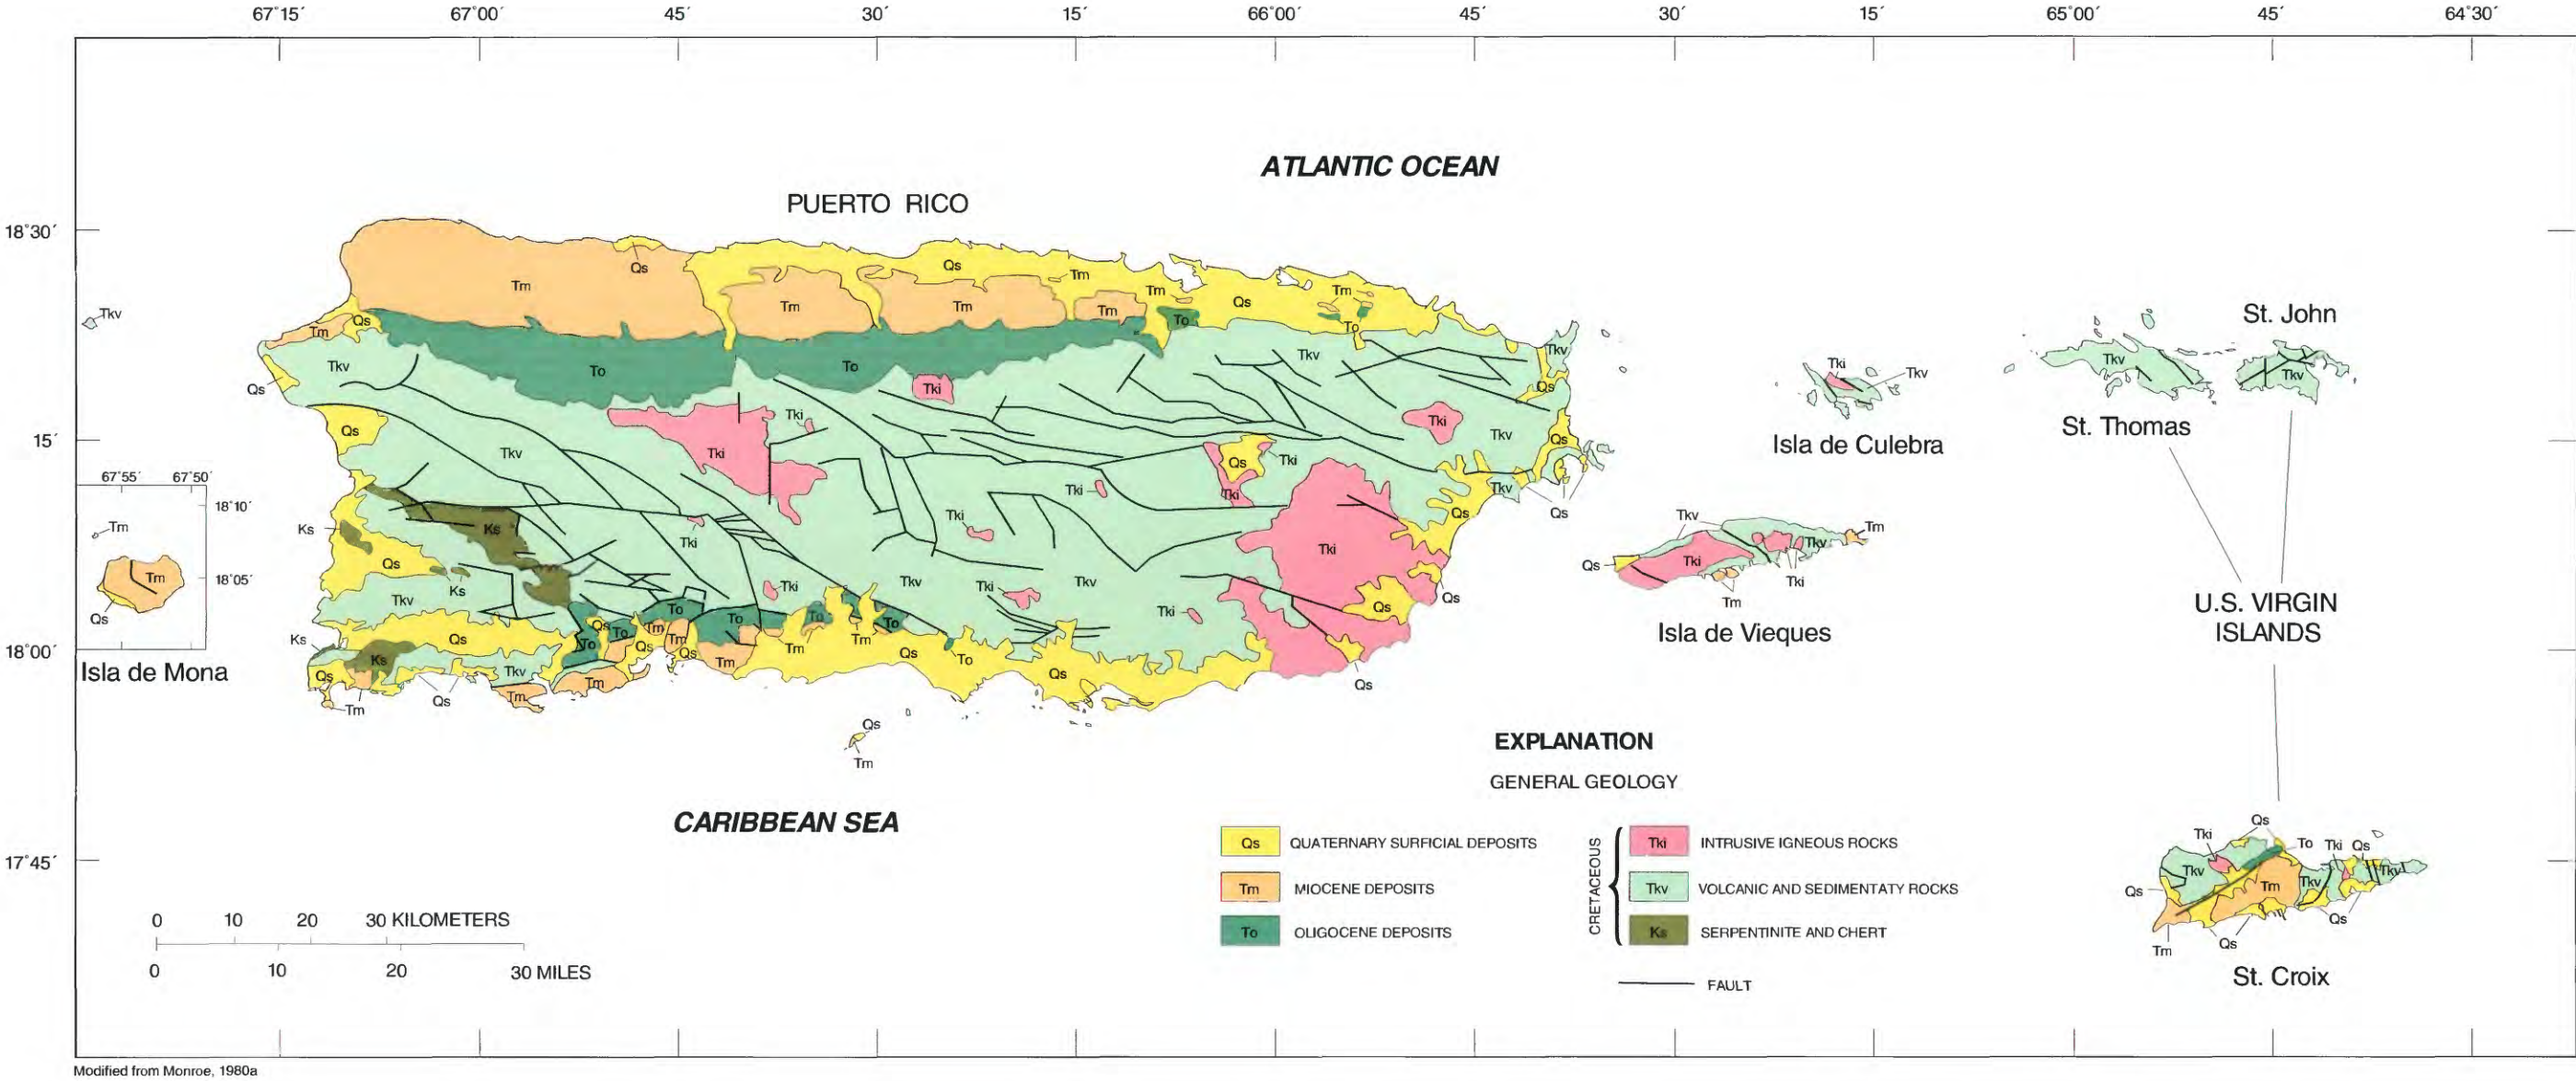 67°15´ 67°00´ 45´ 30´ 15´ 66°00´ 45´ 30´ 15´ 65°00´ 45´ 64°30´
ATLANTIC OCEAN
PUERTO RICO
18°30´
Qs Qs Tm
Tm Tm Tm Tm Tm Qs Tm
Tkv Tm Qs To To St. John
Tkv To To Tkv Tkv Tki Tkv Tkv Tkv
Qs Tki Qs
Qs Tki Tki Tkv Qs St. Thomas
15´ Tkv Tki Qs Tki Isla de Culebra
67°55´ 67°50´ Tki Tki Tkv
18°10´ Tki Qs Qs Tkv Tm
Tm Ks Ks Tki Tki Tki Tkv
Tm 18°05´ Qs Ks Tki Tkv Tki Tkv Qs Tki
Qs Tkv To To To To Tki Qs Qs Tm U.S. VIRGIN
Ks Qs Qs To Tm Tm Tm Isla de Vieques ISLANDS
18°00´ Ks To Qs Qs Tm Tm Qs To
Isla de Mona Qs Tkv Qs Qs
Tm Qs Tm Tm
Qs
Tm
EXPLANATION
GENERAL GEOLOGY
CARIBBEAN SEA
17°45´
Qs QUATERNARY SURFICIAL DEPOSITS
Tm MIOCENE DEPOSITS
To OLIGOCENE DEPOSITS
CRETACEOUS
Tki INTRUSIVE IGNEOUS ROCKS
Tkv VOLCANIC AND SEDIMENTATY ROCKS
Ks SERPENTINITE AND CHERT
FAULT
Qs
Tki To Tki Qs
Tkv Tm Tkv Tkv
Qs Qs
Tm Qs
St. Croix
0 10 20 30 KILOMETERS
0 10 20 30 MILES
Modified from Monroe, 1980a